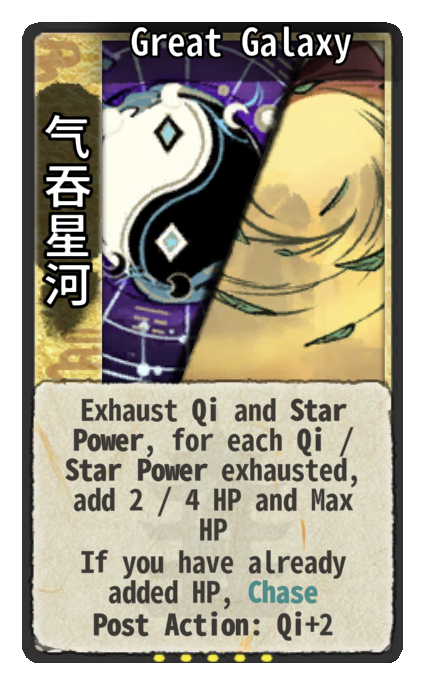 Great Galaxy
气吞星河
Exhaust Qi and Star
Power, for each Qi /
Star Power exhausted,
add 2 / 4 HP and Max
HP
If you have already
added HP, Chase
Post Action: Qi+2